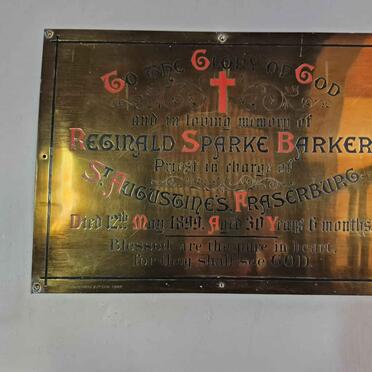 To the Glory of God
and in loving memory of
Reginald Sparke Barker
Priest in charge of
St. Augustine's, Fraserburg.
Died 12th May 1899, Aged 30 Years 6 months.
Blessed are the pure in heart,
for they shall see GOD.